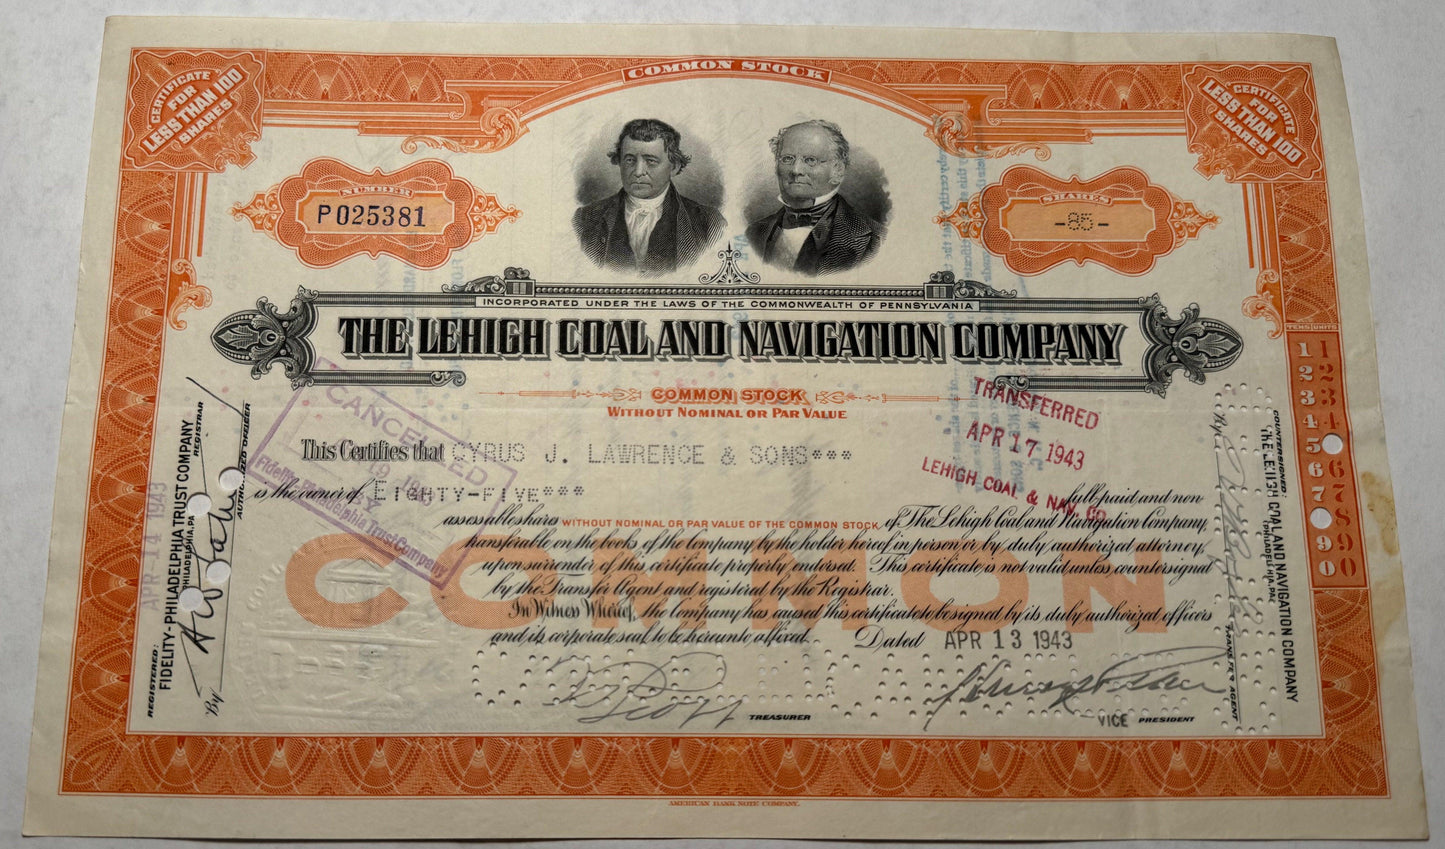 COMMON STOCK
CERTIFICATE
FOR
LESS THAN 100
SHARES
CERTIFICATE
FOR
LESS THAN 100
SHARES
NUMBER
P025381
SHARES
-85-
INCORPORATED UNDER THE LAWS OF THE COMMONWEALTH OF PENNSYLVANIA
THE LEHIGH COAL AND NAVIGATION COMPANY
COMMON STOCK
WITHOUT NOMINAL OR PAR VALUE
TRANSFERRED
APR 17 1943
LEHIGH COAL & NAV. CO.
CANCELLED
Fidelity-Philadelphia Trust Company
This Certifies that CYRUS J. LAWRENCE & SONS***
is the owner of EIGHTY-FIVE***
full-paid and non-
assessable shares WITHOUT NOMINAL OR PAR VALUE OF THE COMMON STOCK of The Lehigh Coal and Navigation Company,
transferable on the books of the Company by the holder hereof in person or by duly authorized attorney,
upon surrender of this certificate properly endorsed. This certificate is not valid unless countersigned
by the Transfer Agent and registered by the Registrar.
In Witness Whereof, the Company has caused this certificate to be signed by its duly authorized officers
and its corporate seal to be hereunto affixed. Dated APR 13 1943
COMMON
TREASURER
VICE PRESIDENT
REGISTERED:
FIDELITY-PHILADELPHIA TRUST COMPANY
PHILADELPHIA, PA.
REGISTRAR
By
AUTHORIZED OFFICER
APR 14 1943
COUNTERSIGNED:
THE LEHIGH COAL AND NAVIGATION COMPANY
PHILADELPHIA, PA.
By
TRANSFER AGENT
TENS UNITS
1 1
2 2
3 3
4 4
5 5
6 6
7 7
8 8
9 9
0 0
AMERICAN BANK NOTE COMPANY.